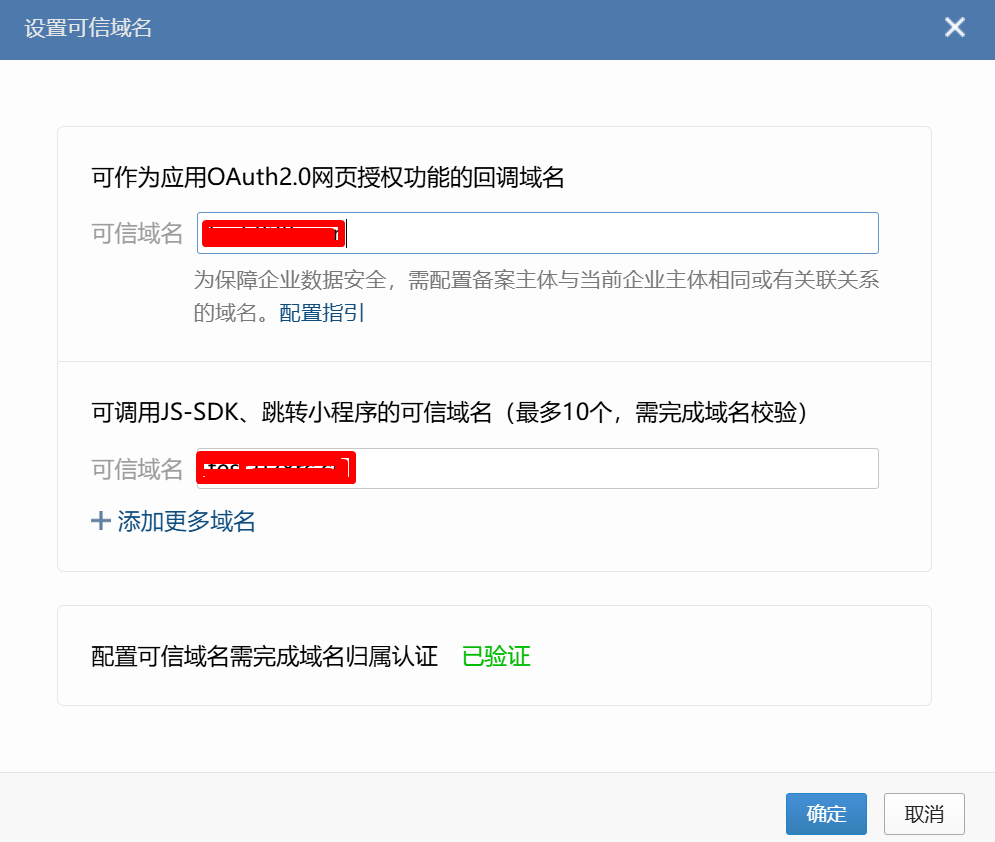 设置可信域名
可作为应用OAuth2.0网页授权功能的回调域名
可信域名
为保障企业数据安全，需配置备案主体与当前企业主体相同或有关联关系
的域名。配置指引
可调用JS-SDK、跳转小程序的可信域名（最多10个，需完成域名校验）
可信域名
添加更多域名
配置可信域名需完成域名归属认证 已验证
确定 取消